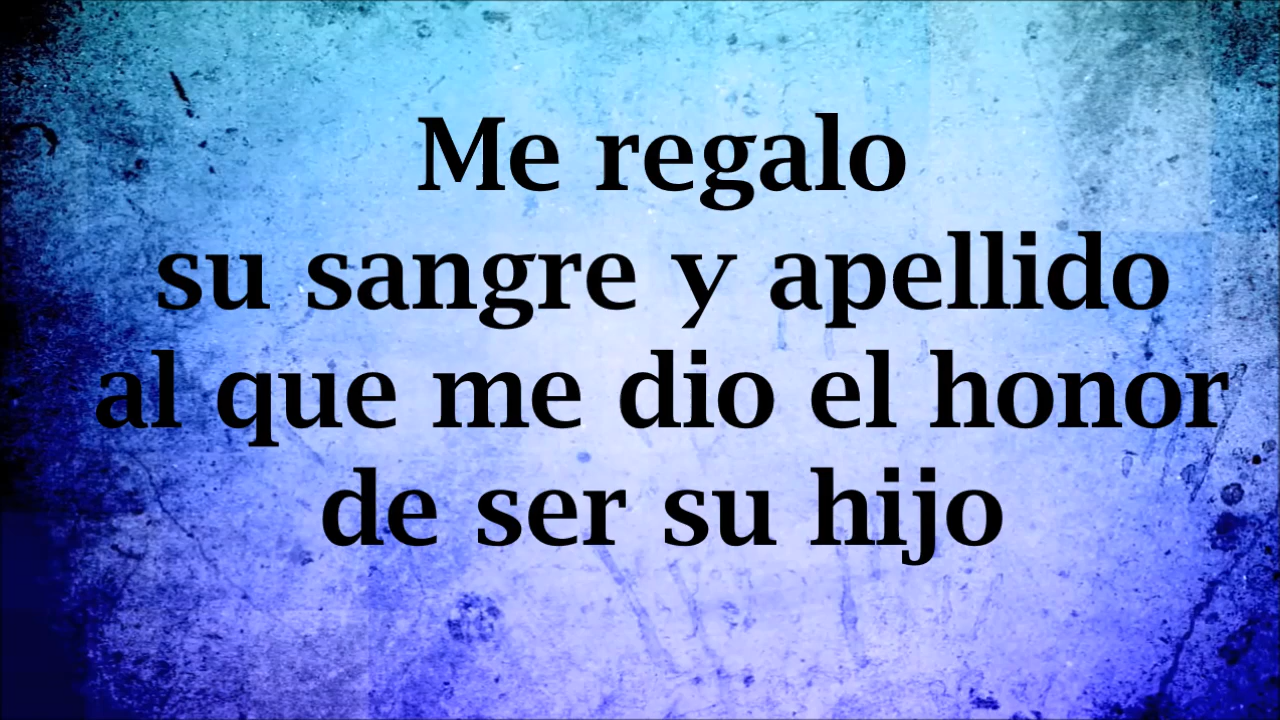 Me regalo
su sangre y apellido
al que me dio el honor
de ser su hijo